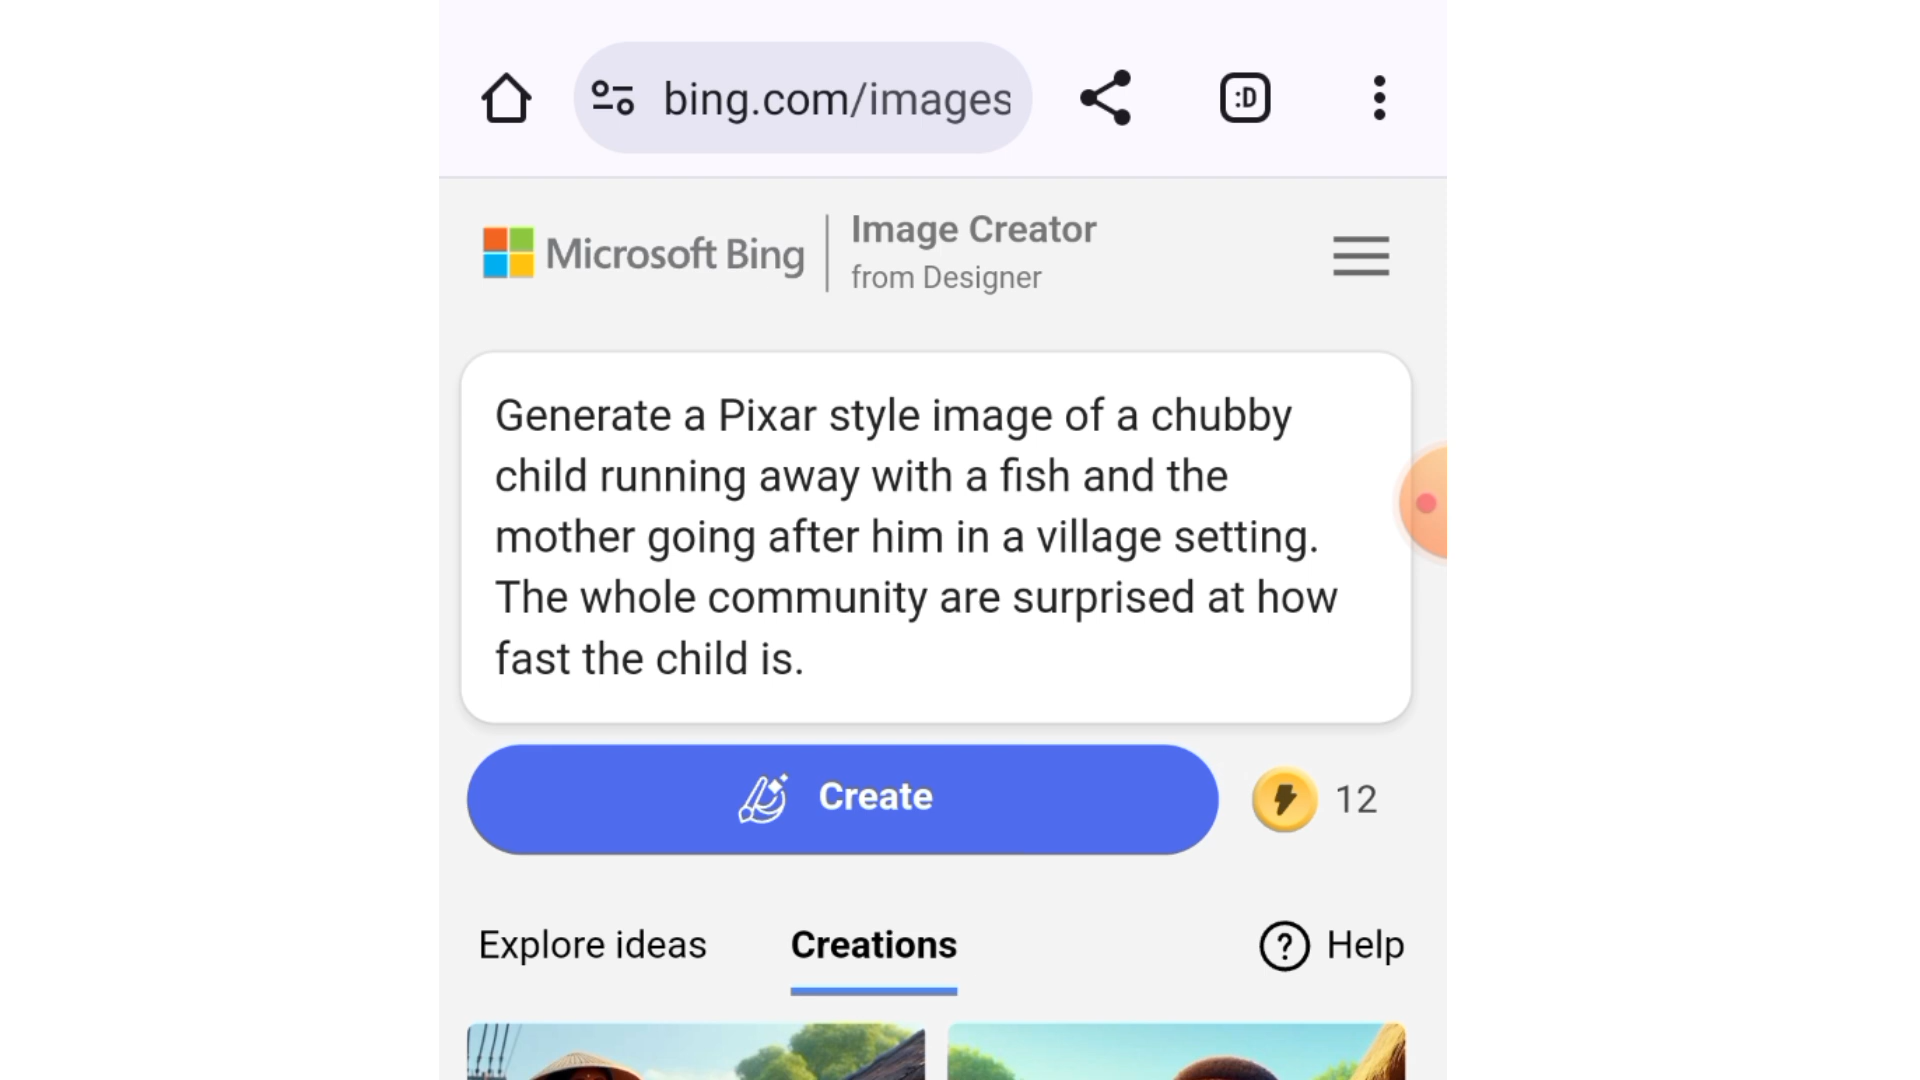 bing.com/images
:D
Microsoft Bing
Image Creator
from Designer
Generate a Pixar style image of a chubby
child running away with a fish and the
mother going after him in a village setting.
The whole community are surprised at how
fast the child is.
Create
12
Explore ideas
Creations
? Help